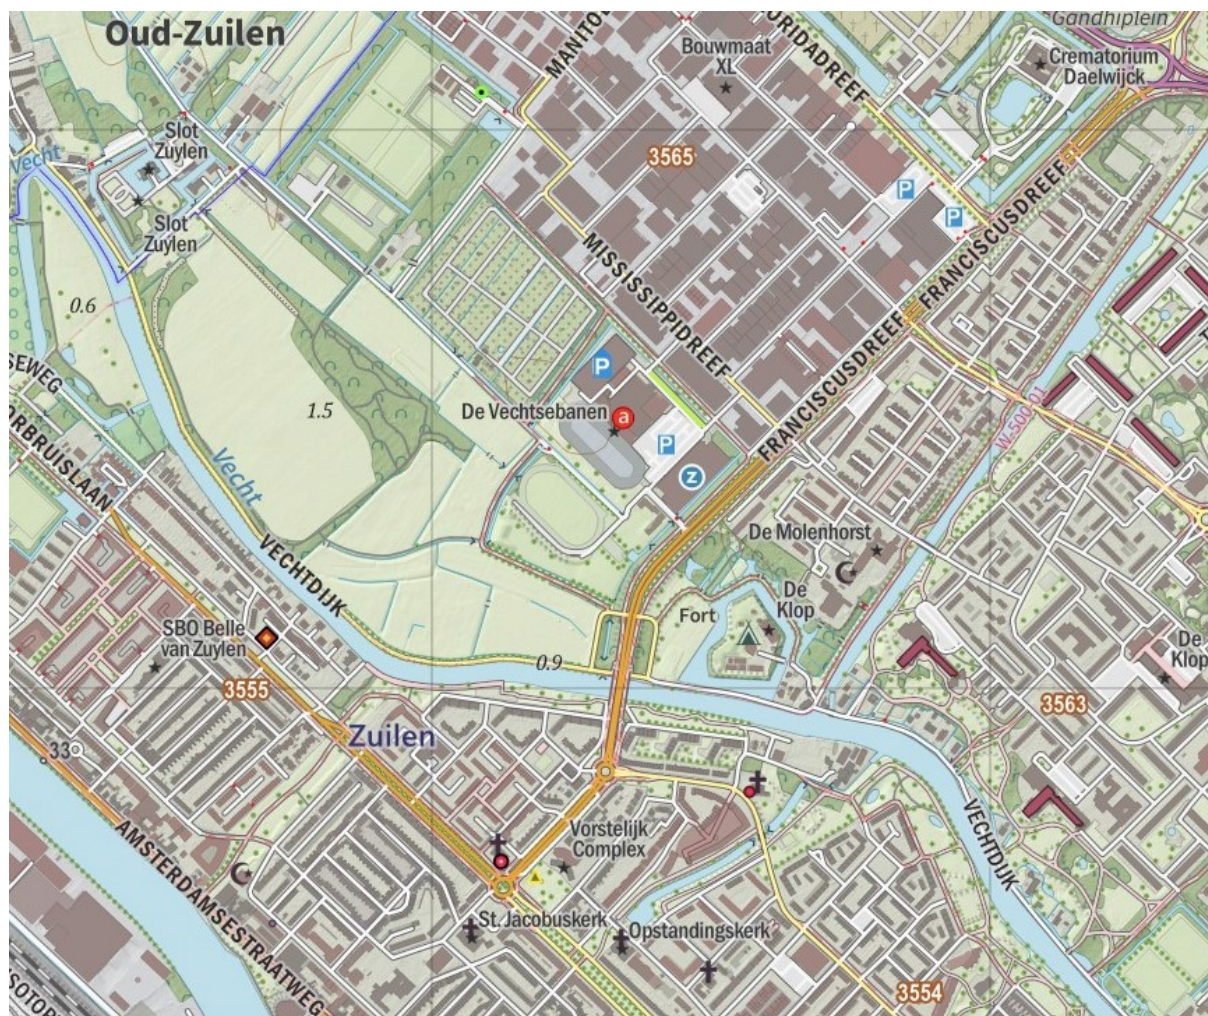 Oud-Zuilen
Gandhiplein
MANITO
ORIDADREEF
Bouwmaat
XL
Crematorium
Daelwijck
Slot
Zuylen
Vecht
3565
P
P
Slot
Zuylen
FRANCISCUSDREEF
MISSISSIPPIDREEF
0.6
SEWEG
FRANCISCUSDREEF
P
1.5
De Vechtsebanen
a
W-500-01
P
Z
ORBRUISLAAN
Vecht
De Molenhorst
VECHTDIJK
De
Klop
Fort
SBO Belle
van Zuylen
De
Klop
0.9
3555
3563
Zuilen
33
VECHTDIJK
AMSTERDAMSESTRAATWEG
Vorstelijk
Complex
St. Jacobuskerk
Opstandingskerk
3554
ISOTOP